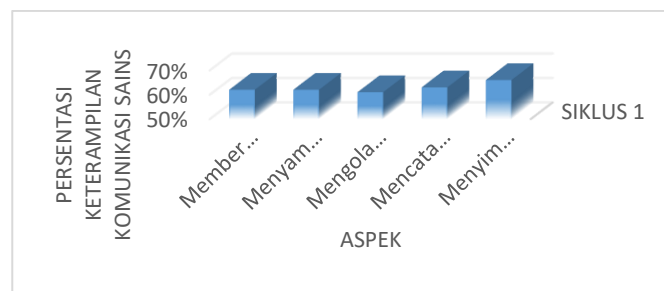 PERSENTASI
KETERAMPILAN
KOMUNIKASI SAINS
70%
60%
50%
Member...
Menyam...
Mengola...
Mencata...
Menyim...
SIKLUS 1
ASPEK